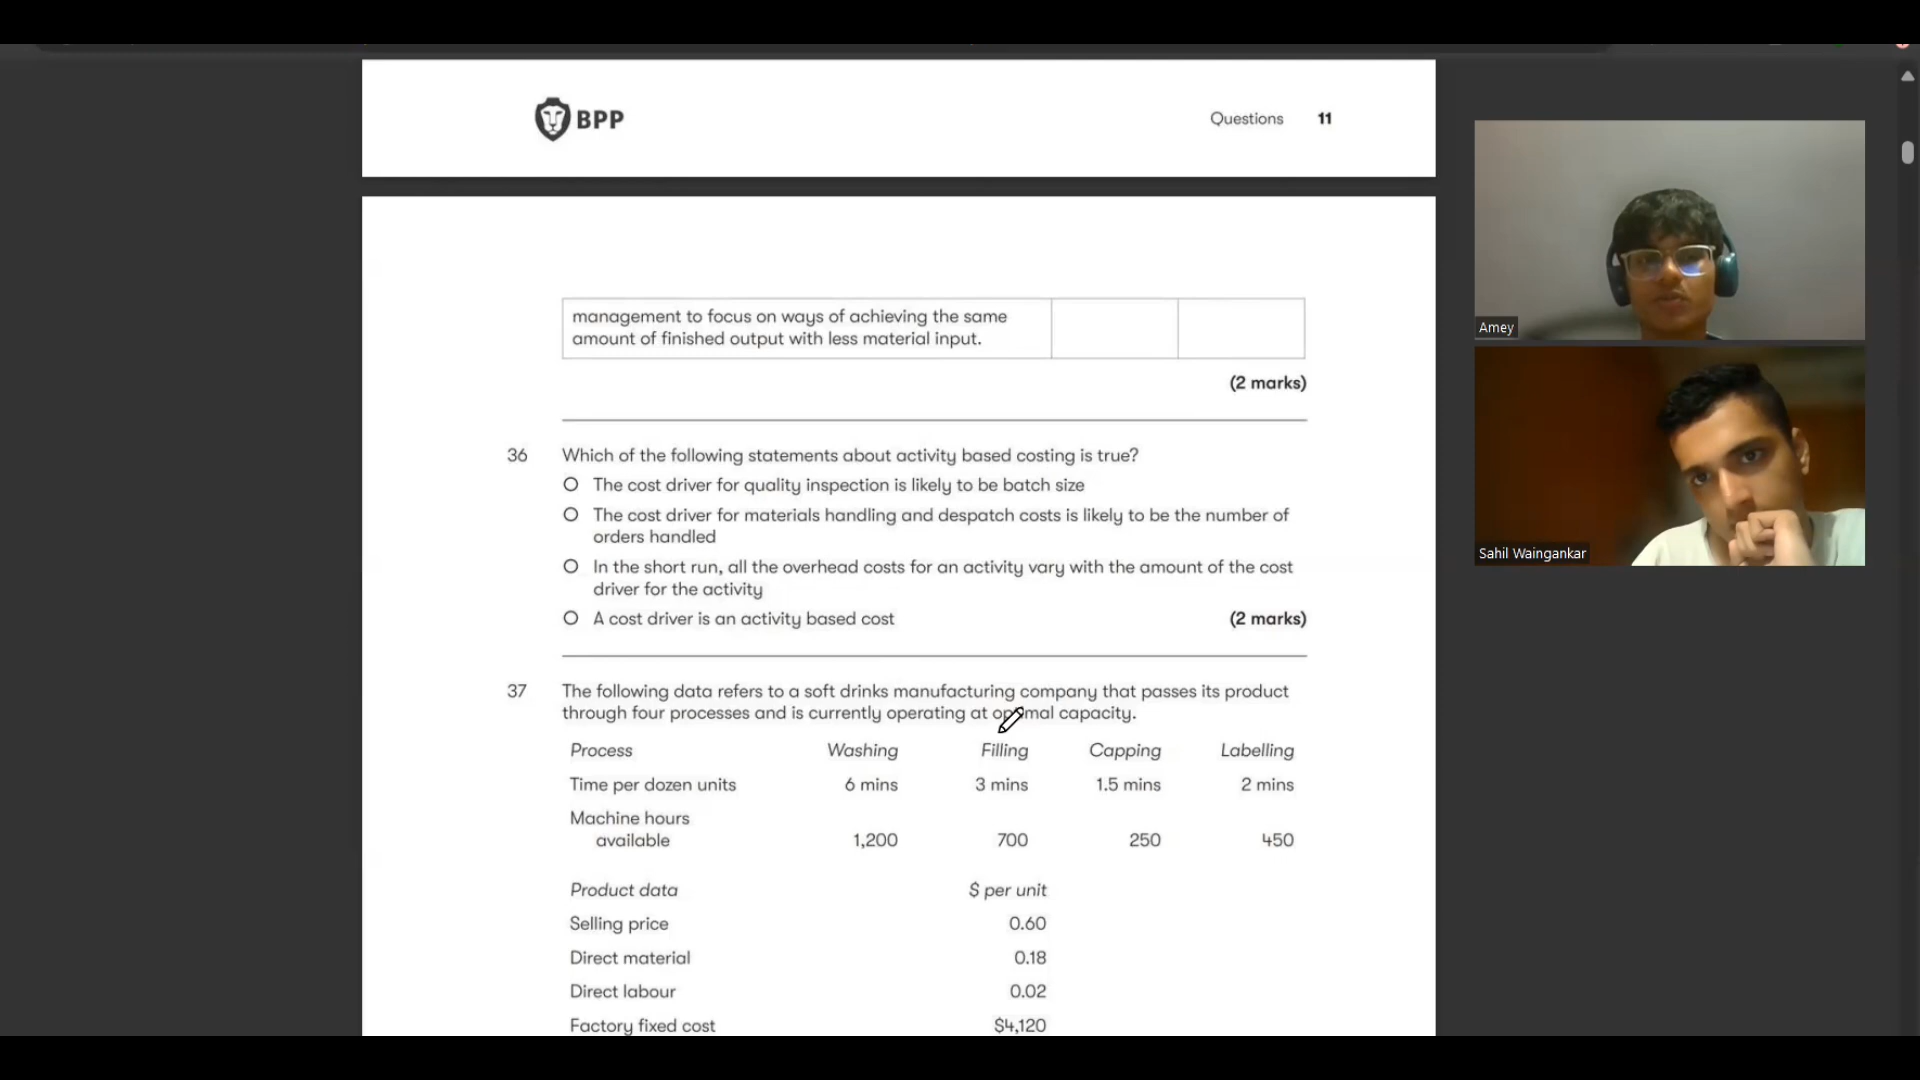 BPP
Questions 11
management to focus on ways of achieving the same
amount of finished output with less material input.
(2 marks)
36 Which of the following statements about activity based costing is true?
The cost driver for quality inspection is likely to be batch size
The cost driver for materials handling and despatch costs is likely to be the number of
orders handled
In the short run, all the overhead costs for an activity vary with the amount of the cost
driver for the activity
A cost driver is an activity based cost (2 marks)
37 The following data refers to a soft drinks manufacturing company that passes its product
through four processes and is currently operating at optimal capacity.
Process Washing Filling Capping Labelling
Time per dozen units 6 mins 3 mins 1.5 mins 2 mins
Machine hours
available 1,200 700 250 450
Product data $ per unit
Selling price 0.60
Direct material 0.18
Direct labour 0.02
Factory fixed cost $4,120
Amey
Sahil Waingankar